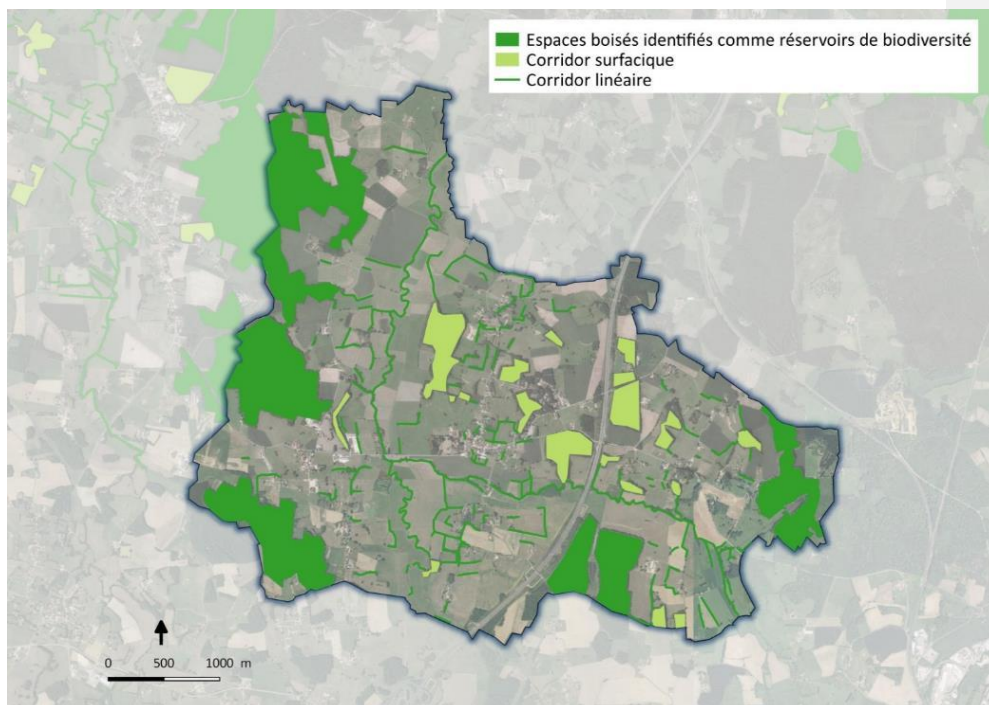 Espaces boisés identifiés comme réservoirs de biodiversité
Corridor surfacique
Corridor linéaire
0 500 1000 m